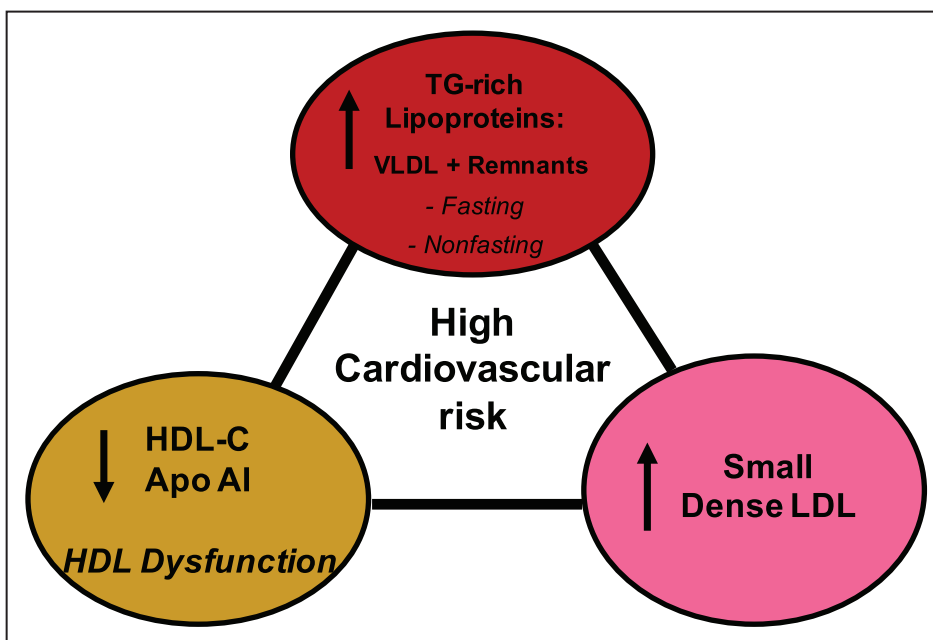 TG-rich
Lipoproteins:
VLDL + Remnants
- Fasting
- Nonfasting
High
Cardiovascular
risk
HDL-C
Apo AI
HDL Dysfunction
Small
Dense LDL